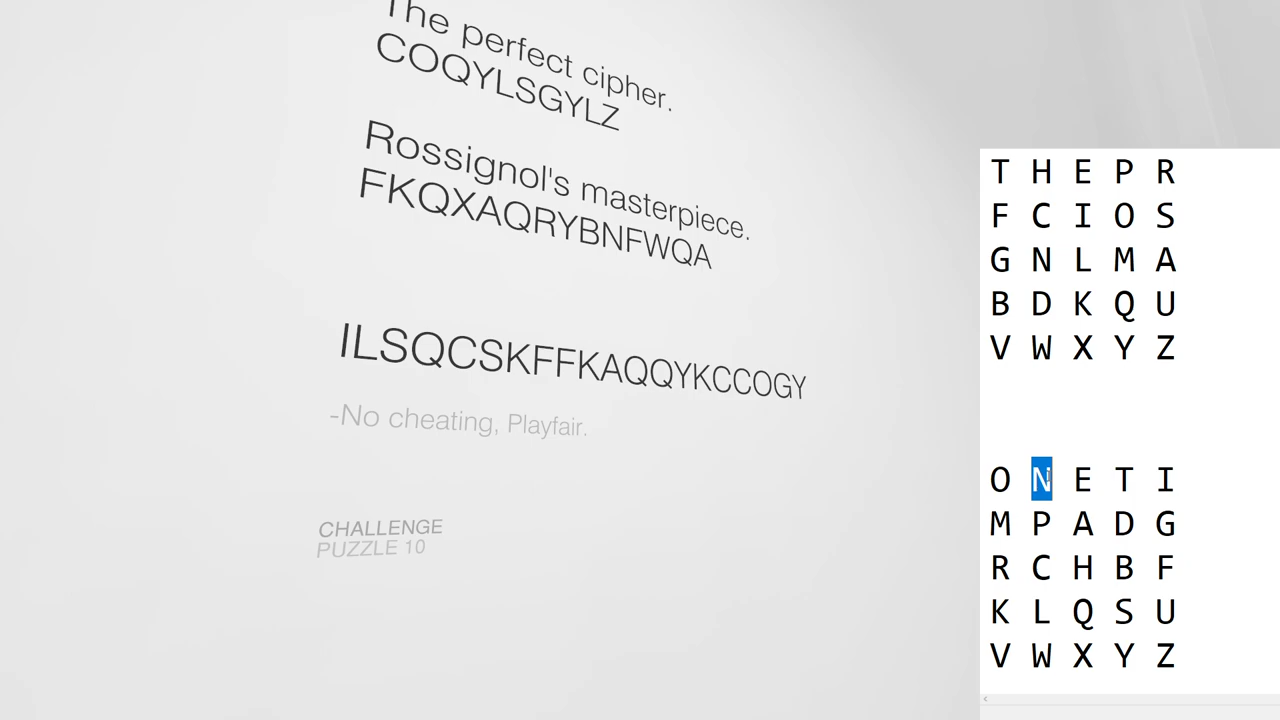 The perfect cipher.
COQYLSGYLZ
Rossignol's masterpiece.
FKQXAQRYBNFWQA
ILSQCSKFFKAQQYKCCOGY
-No cheating, Playfair.
CHALLENGE
PUZZLE 10
T H E P R
F C I O S
G N L M A
B D K Q U
V W X Y Z
O N E T I
M P A D G
R C H B F
K L Q S U
V W X Y Z